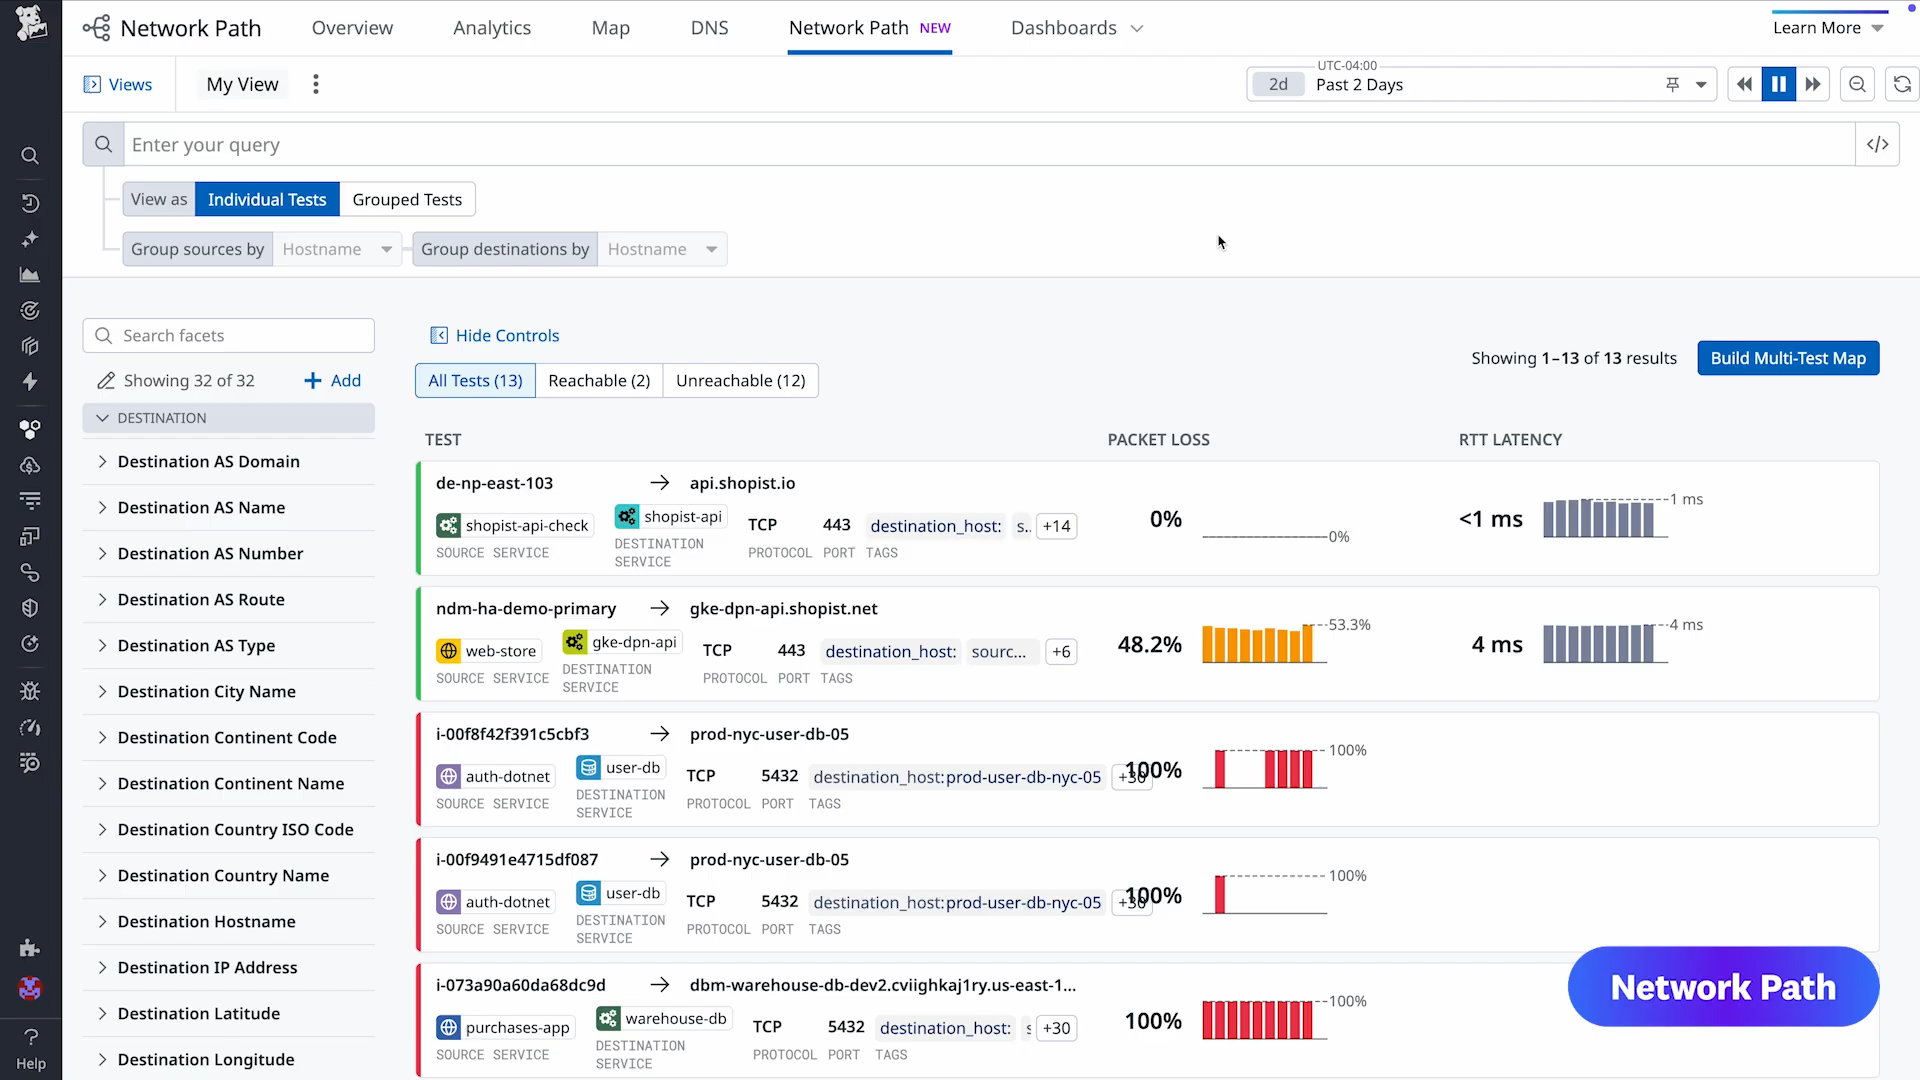 Network Path
Overview
Analytics
Map
DNS
Network Path NEW
Dashboards
Learn More
Views
My View
UTC-04:00
2d Past 2 Days
Enter your query
</>
View as Individual Tests Grouped Tests
Group sources by Hostname Group destinations by Hostname
Search facets
Showing 32 of 32 + Add
DESTINATION
Destination AS Domain
Destination AS Name
Destination AS Number
Destination AS Route
Destination AS Type
Destination City Name
Destination Continent Code
Destination Continent Name
Destination Country ISO Code
Destination Country Name
Destination Hostname
Destination IP Address
Destination Latitude
Destination Longitude
Hide Controls
All Tests (13) Reachable (2) Unreachable (12)
Showing 1–13 of 13 results
Build Multi-Test Map
TEST PACKET LOSS RTT LATENCY
de-np-east-103 → api.shopist.io
shopist-api-check shopist-api TCP 443 destination_host: s.. +14
SOURCE SERVICE DESTINATION SERVICE PROTOCOL PORT TAGS
0% 0%
<1 ms 1 ms
ndm-ha-demo-primary → gke-dpn-api.shopist.net
web-store gke-dpn-api TCP 443 destination_host: sourc... +6
SOURCE SERVICE DESTINATION SERVICE PROTOCOL PORT TAGS
48.2% 53.3%
4 ms 4 ms
i-00f8f42f391c5cbf3 → prod-nyc-user-db-05
auth-dotnet user-db TCP 5432 destination_host:prod-user-db-nyc-05 +30
SOURCE SERVICE DESTINATION SERVICE PROTOCOL PORT TAGS
100% 100%
i-00f9491e4715df087 → prod-nyc-user-db-05
auth-dotnet user-db TCP 5432 destination_host:prod-user-db-nyc-05 +30
SOURCE SERVICE DESTINATION SERVICE PROTOCOL PORT TAGS
100% 100%
i-073a90a60da68dc9d → dbm-warehouse-db-dev2.cviighkaj1ry.us-east-1...
purchases-app warehouse-db TCP 5432 destination_host: s +30
SOURCE SERVICE DESTINATION SERVICE PROTOCOL PORT TAGS
100% 100%
Network Path
? Help